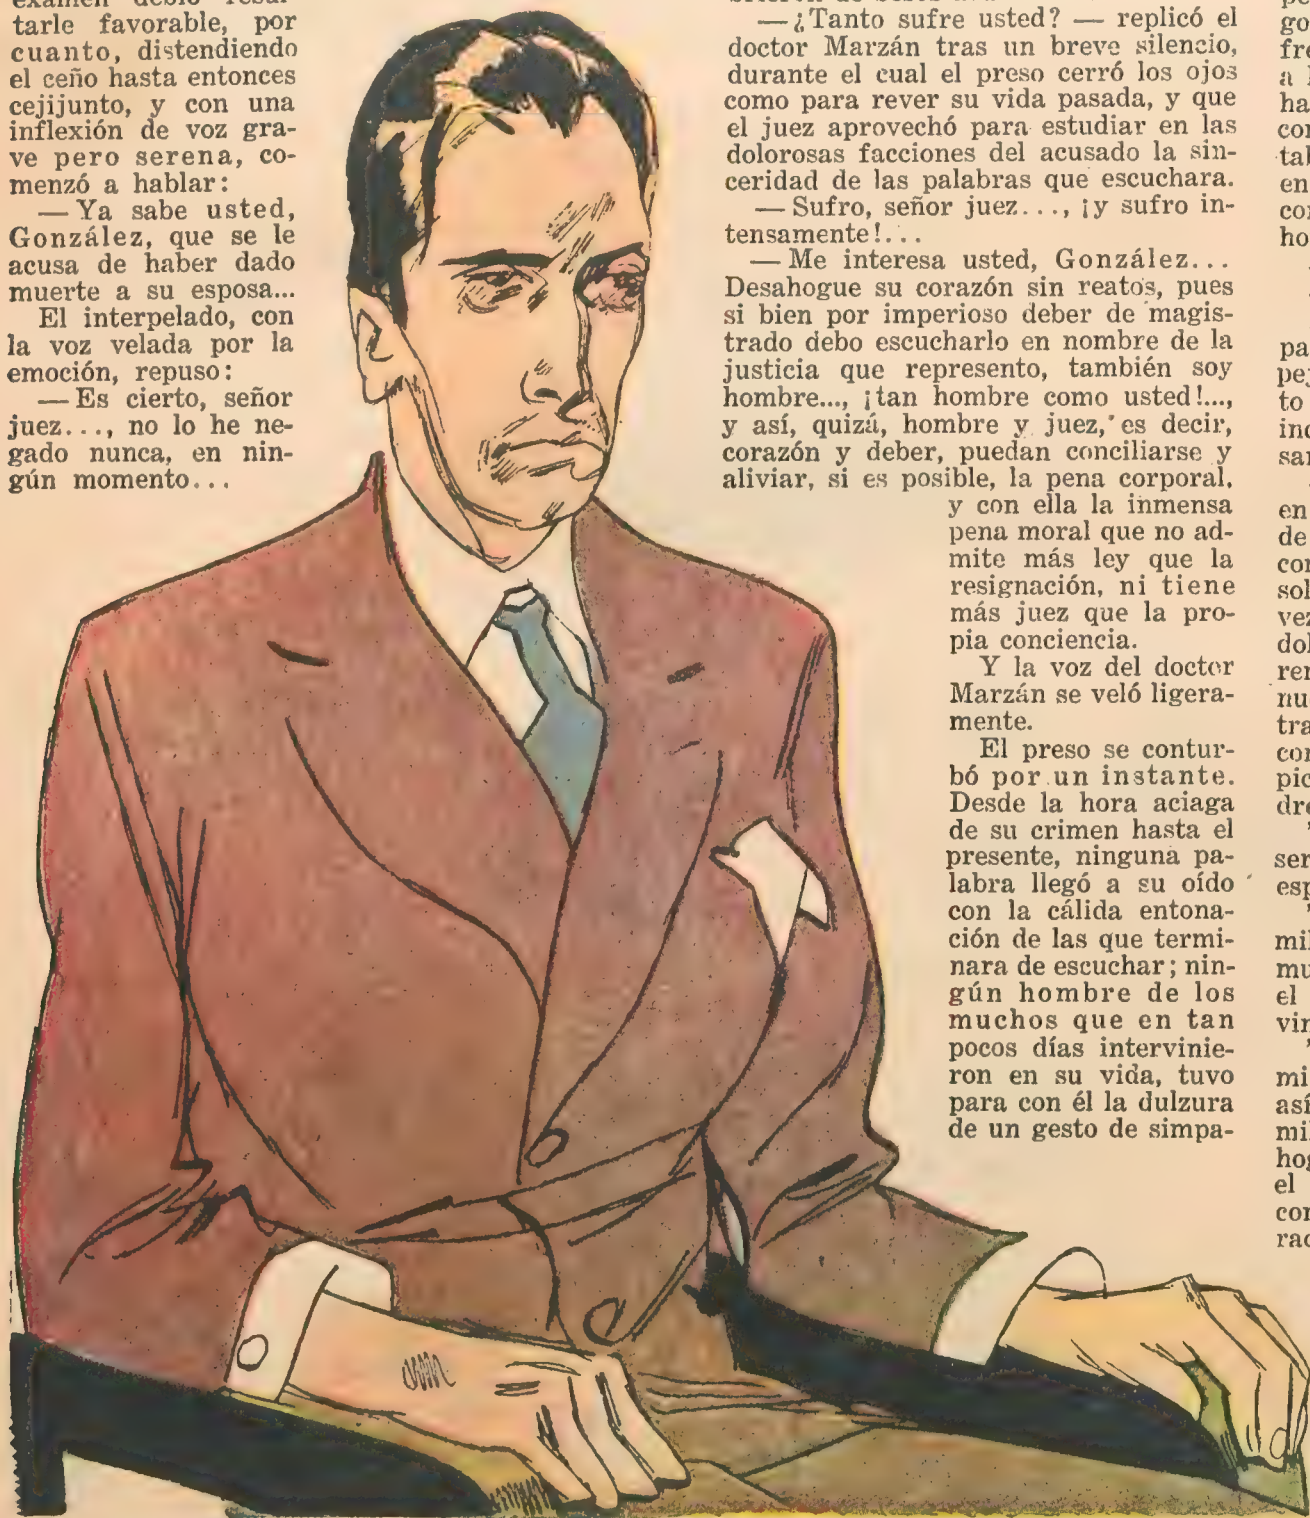 tarle favorable, por
cuanto, distendiendo
el ceño hasta entonces
cejijunto, y con una
inflexión de voz gra-
ve pero serena, co-
menzó a hablar:
— Ya sabe usted,
González, que se le
acusa de haber dado
muerte a su esposa...
El interpelado, con
la voz velada por la
emoción, repuso:
— Es cierto, señor
juez..., no lo he ne-
gado nunca, en nin-
gún momento...
— ¿Tanto sufre usted? — replicó el
doctor Marzán tras un breve silencio,
durante el cual el preso cerró los ojos
como para rever su vida pasada, y que
el juez aprovechó para estudiar en las
dolorosas facciones del acusado la sin-
ceridad de las palabras que escuchara.
— Sufro, señor juez..., ¡y sufro in-
tensamente!...
— Me interesa usted, González...
Desahogue su corazón sin reatos, pues
si bien por imperioso deber de magis-
trado debo escucharlo en nombre de la
justicia que represento, también soy
hombre..., ¡tan hombre como usted!...,
y así, quizá, hombre y juez, es decir,
corazón y deber, puedan conciliarse y
aliviar, si es posible, la pena corporal,
y con ella la inmensa
pena moral que no ad-
mite más ley que la
resignación, ni tiene
más juez que la pro-
pia conciencia.
Y la voz del doctor
Marzán se veló ligera-
mente.
El preso se contur-
bó por un instante.
Desde la hora aciaga
de su crimen hasta el
presente, ninguna pa-
labra llegó a su oído
con la cálida entona-
ción de las que termi-
nara de escuchar; nin-
gún hombre de los
muchos que en tan
pocos días intervinie-
ron en su vida, tuvo
para con él la dulzura
de un gesto de simpa-